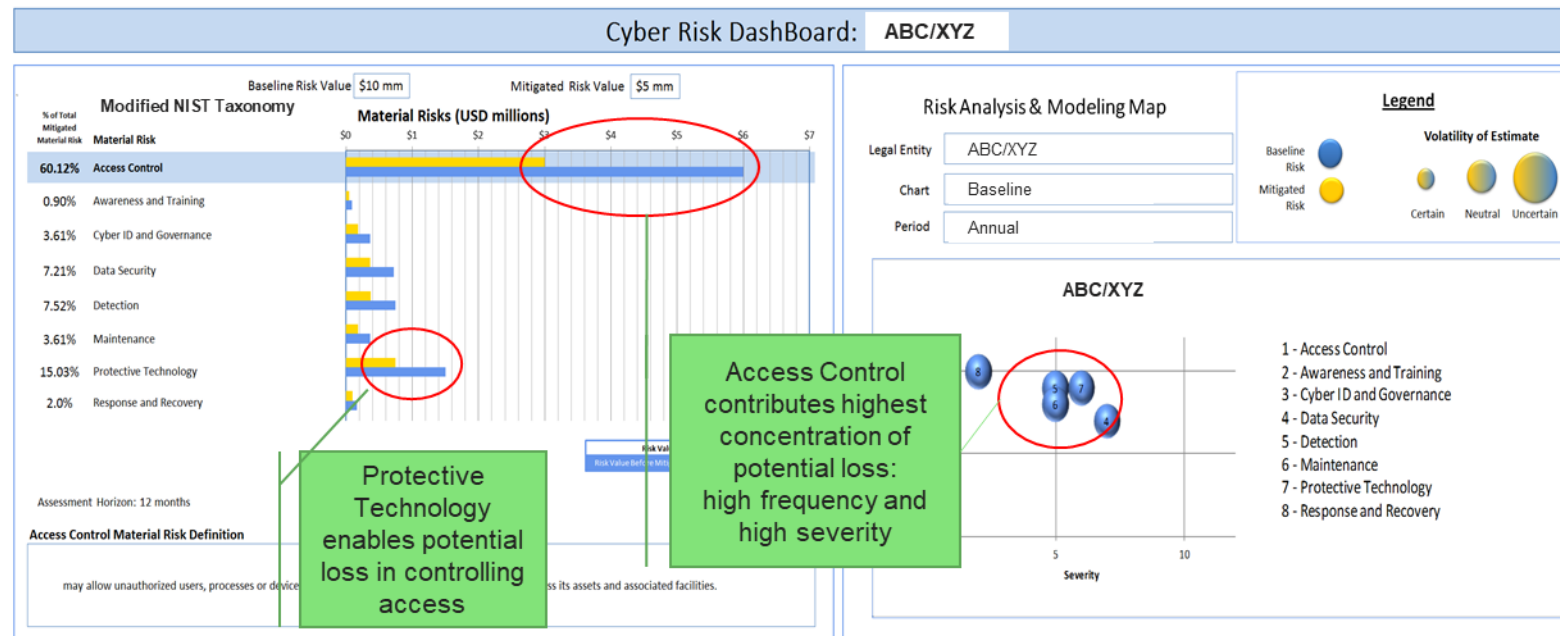 Cyber Risk DashBoard: ABC/XYZ
Baseline Risk Value $10 mm Mitigated Risk Value $5 mm
Modified NIST Taxonomy
% of Total
Mitigated
Material Risk
Material Risk
Material Risks (USD millions)
$0 $1 $2 $3 $4 $5 $6 $7
60.12% Access Control
0.90% Awareness and Training
3.61% Cyber ID and Governance
7.21% Data Security
7.52% Detection
3.61% Maintenance
15.03% Protective Technology
2.0% Response and Recovery
Risk Val
Risk Value Before Mit
Assessment Horizon: 12 months
Access Control Material Risk Definition
may allow unauthorized users, processes or device
ss its assets and associated facilities.
Protective
Technology
enables potential
loss in controlling
access
Access Control
contributes highest
concentration of
potential loss:
high frequency and
high severity
Risk Analysis & Modeling Map
Legal Entity ABC/XYZ
Chart Baseline
Period Annual
Legend
Baseline
Risk
Mitigated
Risk
Volatility of Estimate
Certain Neutral Uncertain
ABC/XYZ
8
5
7
6
4
5 10
Severity
1 - Access Control
2 - Awareness and Training
3 - Cyber ID and Governance
4 - Data Security
5 - Detection
6 - Maintenance
7 - Protective Technology
8 - Response and Recovery